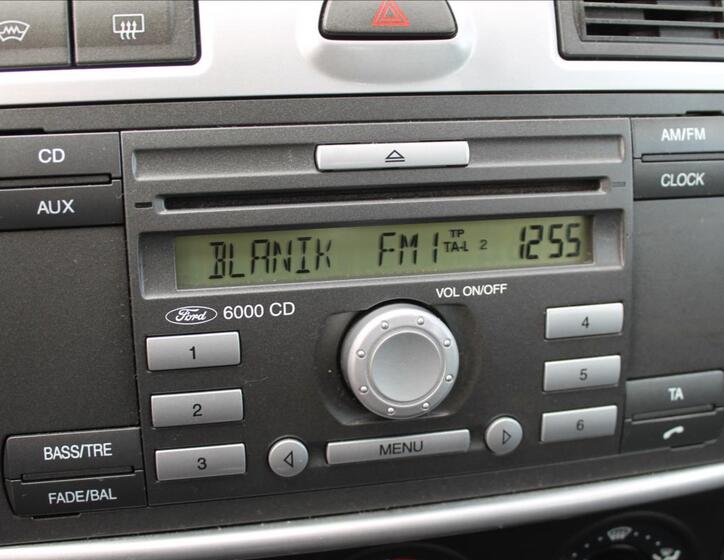 CD
AM/FM
AUX
CLOCK
BLANIK FM1 TP TA-L 2 1255
VOL ON/OFF
Ford 6000 CD
1
4
2
5
TA
3
MENU
6
BASS/TRE
FADE/BAL